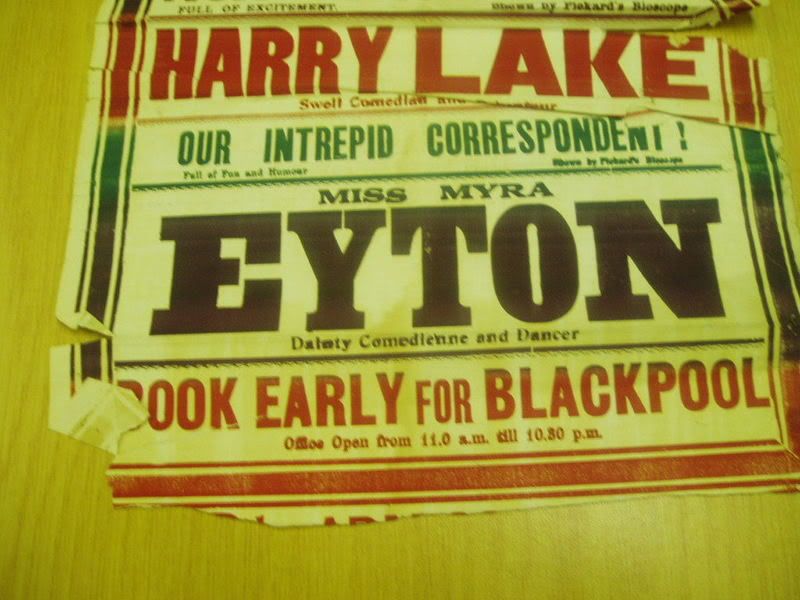 FULL OF EXCITEMENT.
Shown by Pickard's Bioscope
HARRY LAKE
Swell Comedian and
OUR INTREPID CORRESPONDENT!
Full of Fun and Humour
Shown by Pickard's Bioscope
MISS MYRA
EYTON
Dainty Comedienne and Dancer
BOOK EARLY FOR BLACKPOOL
Office Open from 11.0 a.m. till 10.30 p.m.